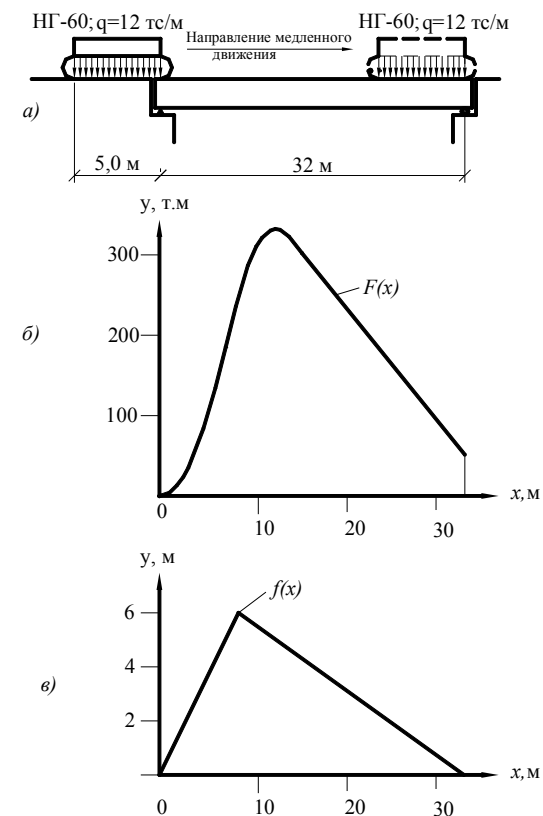 НГ-60; q=12 тс/м
НГ-60; q=12 тс/м
Направление медленного
движения
а)
5,0 м
32 м
y, т.м
300
F(x)
б)
200
100
0
10
20
30
x,м
y, м
f(x)
6
в)
4
2
x,м
0
10
20
30